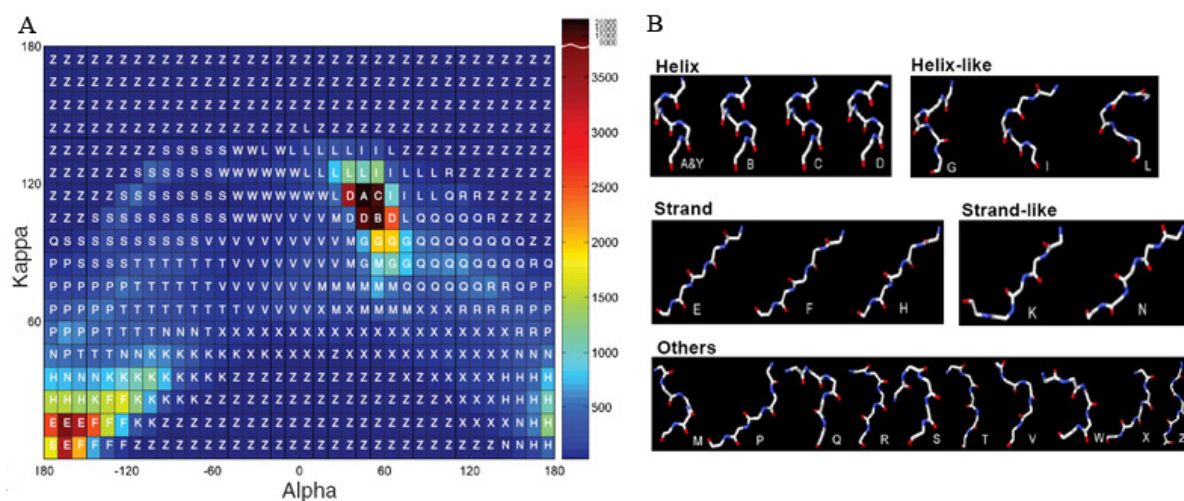 A
B
180
120
60
Kappa
Z Z Z Z Z Z Z Z Z Z Z Z Z Z Z Z Z Z Z Z Z Z Z Z Z Z Z Z Z Z Z Z Z Z Z Z
Z Z Z Z Z Z Z Z Z Z Z Z Z Z Z Z Z Z Z Z Z Z Z Z Z Z Z Z Z Z Z Z Z Z Z Z
Z Z Z Z Z Z Z Z Z Z Z Z Z Z Z Z Z Z Z Z Z Z Z Z Z Z Z Z Z Z Z Z Z Z Z Z
Z Z Z Z Z Z Z Z Z Z Z Z Z Z Z Z Z Z L Z Z Z Z Z Z Z Z Z Z Z Z Z Z Z Z Z
Z Z Z Z Z Z Z Z S S S S S W W L W L L L L L I I L Z Z Z Z Z Z Z Z Z Z Z
Z Z Z Z Z Z S S S S S S W W W W W W L L L L L I I L L L R Z Z Z Z Z Z Z
Z Z Z Z Z S S S S S S S S W W W W W W W L D A C I I L L Q R R Z Z Z Z Z
Z Z Z S S S S S S S S S S W W W W V V V M D D B D L Q Q Q Q Q R Z Z Z Z
Q S S S S S S S S S S V V V V V V V V V V M G G G G Q Q Q Q Q Q Q Q Z Z
P P S S S S T T T T T T T V V V V V V V V M G M G G Q Q Q Q Q Q Q Q R Q
P P P P P P T T T T T T V V V V V V V M M M M M M Q Q Q Q Q Q R R Q P P
P P P P P T T T T T T T T V V V V V V X M X M M M M X X X X R R R R P P
P P P P T T T T N N N T X X X X X X X X X X X X X X X X X X X X X R R P
N P T T T N N K K K K K K K X K X X X X Z X X X X X X X X X X X X N N N
H N N N K K K K K K K K K Z Z Z Z Z Z Z Z Z Z Z Z X Z X X X X X H H H H
H H H K F F K K K K Z Z Z Z Z Z Z Z Z Z Z Z Z Z Z Z Z Z X X X X X H H H
E E E F F F K K Z Z Z Z Z Z Z Z Z Z Z Z Z Z Z Z Z Z Z Z Z X X X X N H H
E E F F F F Z Z Z Z Z Z Z Z Z Z Z Z Z Z Z Z Z Z Z Z Z Z Z Z Z Z N N H H
180 -120 -60 0 60 120 180
Alpha
9000
3500
3000
2500
2000
1500
1000
500
Helix
A&Y B C D
Helix-like
G I L
Strand
E F H
Strand-like
K N
Others
M P Q R S T V W X Z